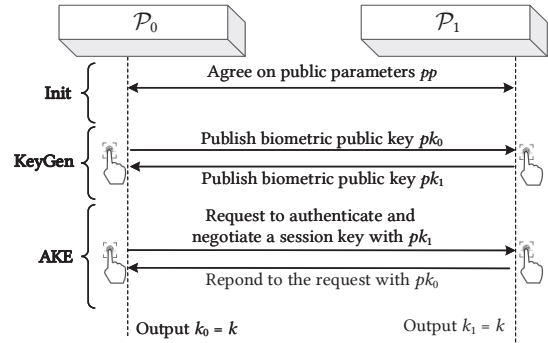 P₀ P₁
Agree on public parameters pp
Init
Publish biometric public key pk₀
KeyGen
Publish biometric public key pk₁
Request to authenticate and
negotiate a session key with pk₁
AKE
Repond to the request with pk₀
Output k₀ = k Output k₁ = k